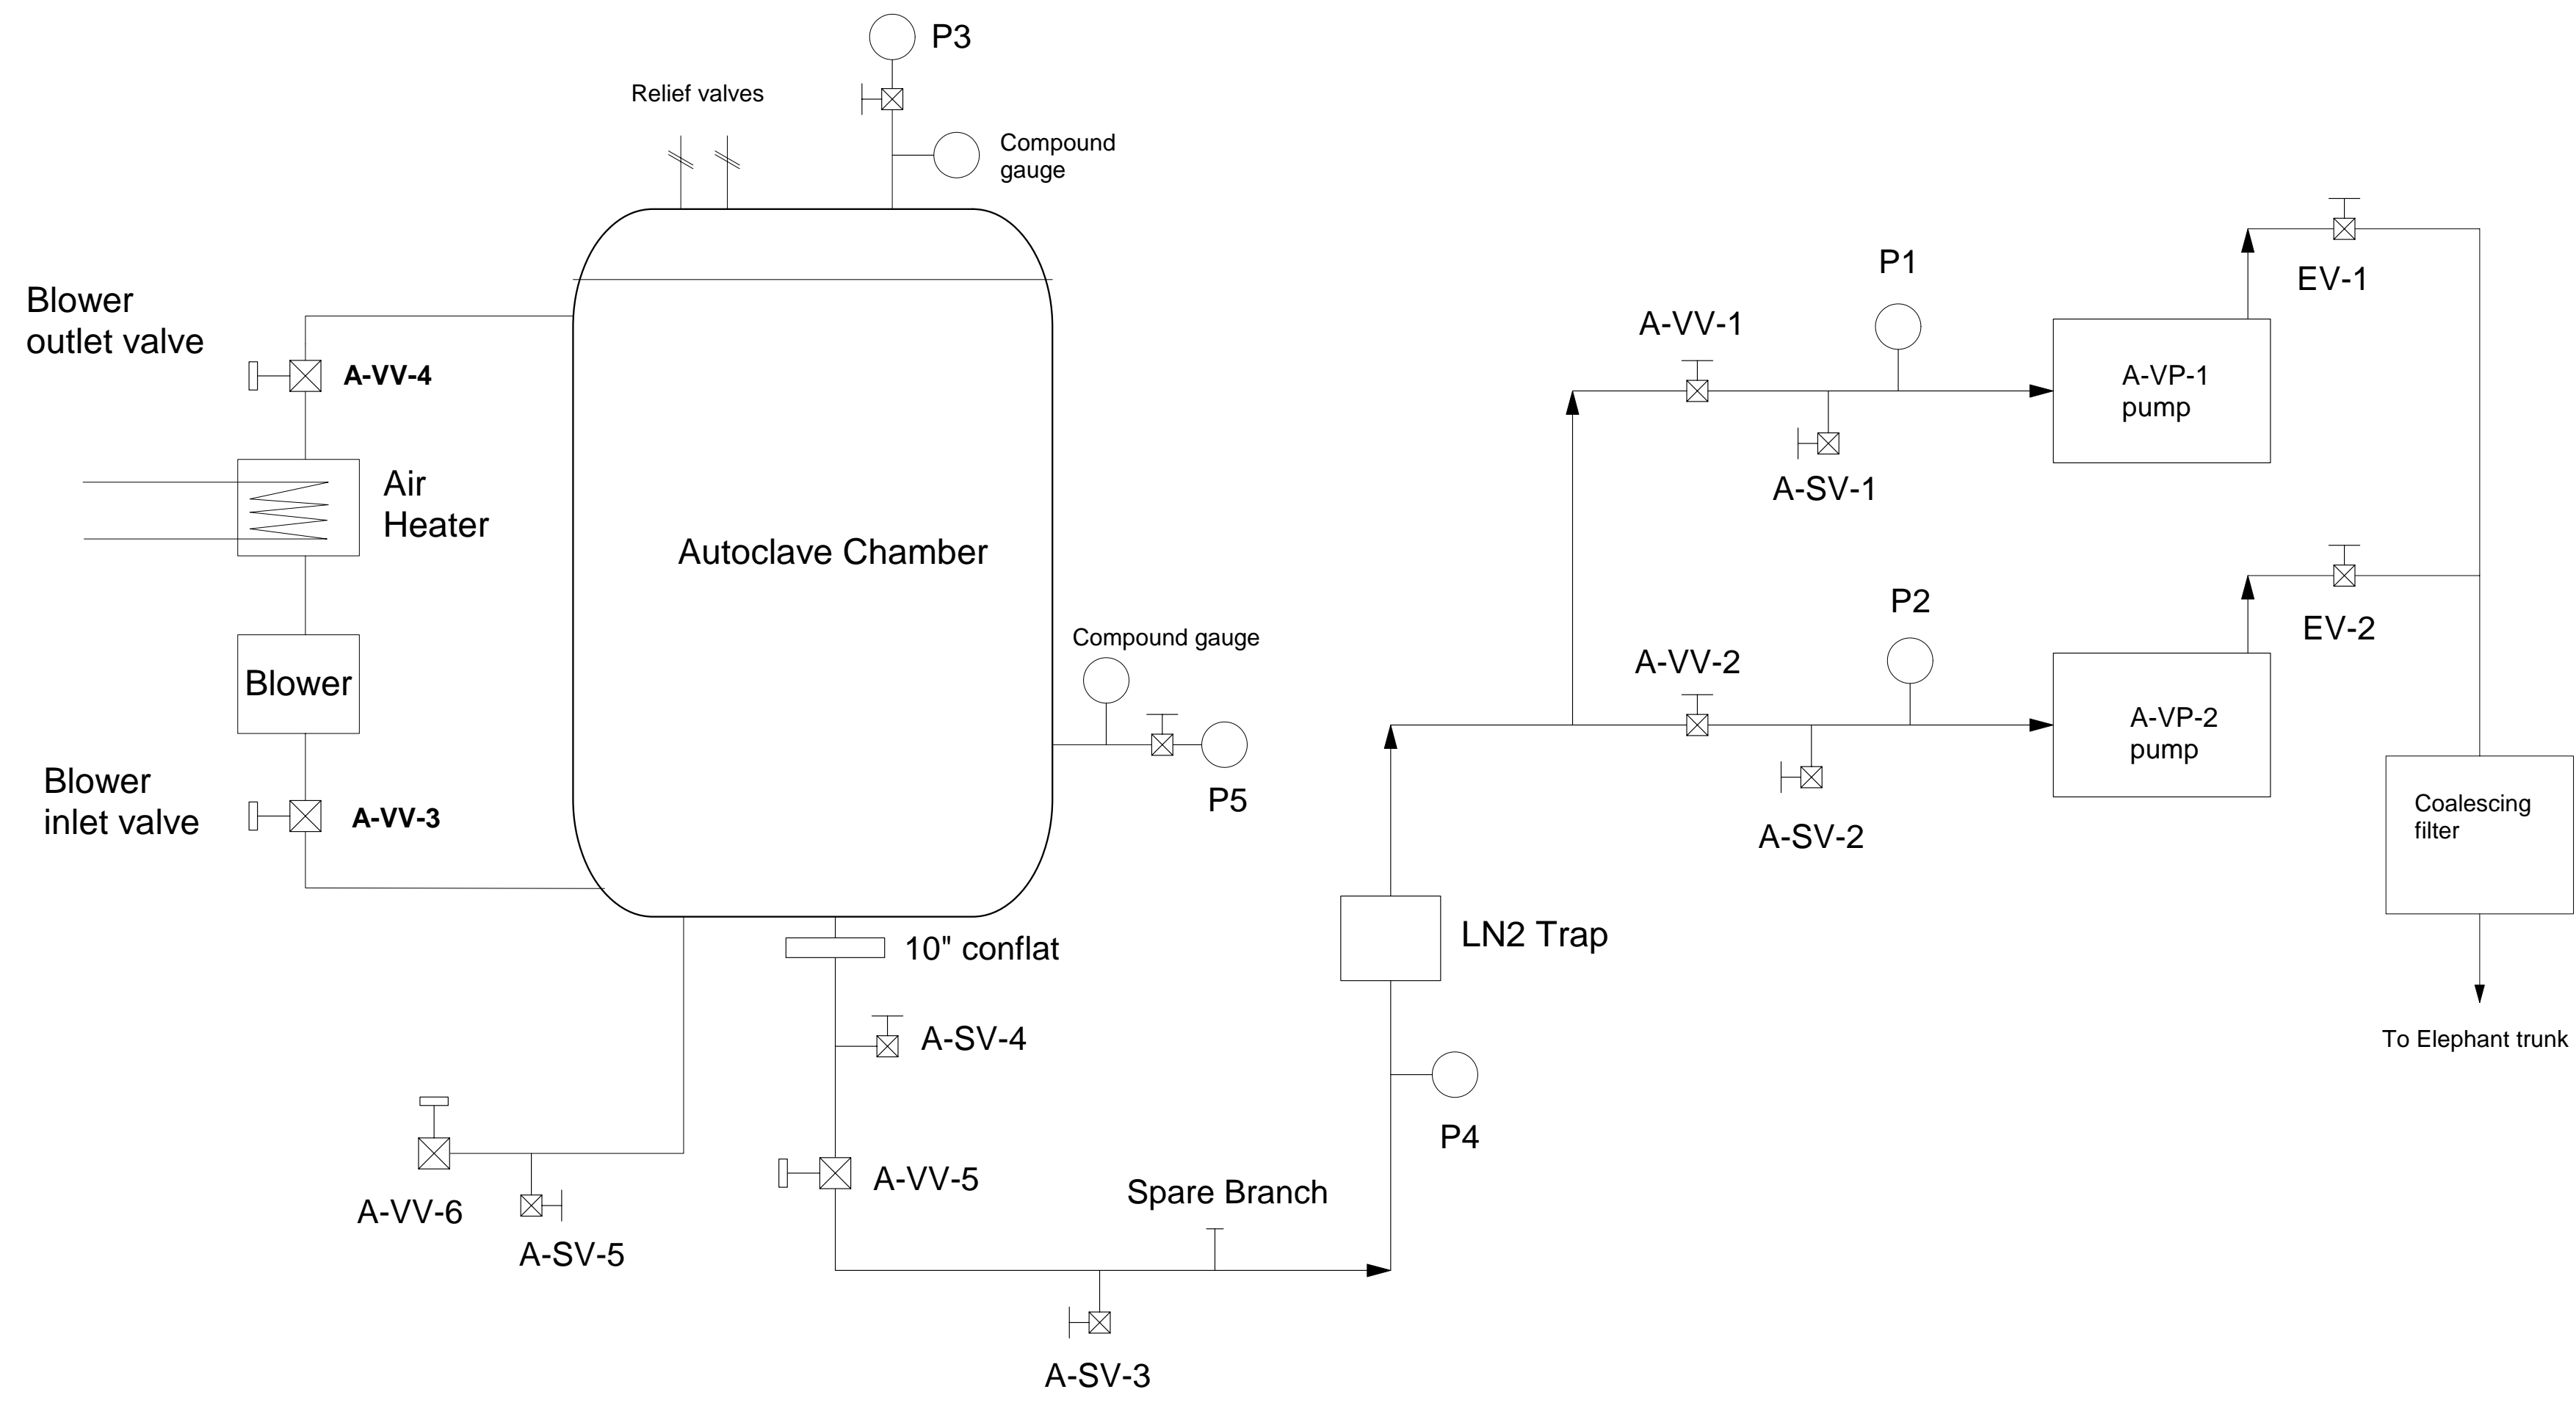 P3
Relief valves
Compound
gauge
Blower
outlet valve
A-VV-4
Air
Heater
Autoclave Chamber
Blower
Blower
inlet valve
A-VV-3
Compound gauge
P5
10" conflat
A-SV-4
A-VV-5
A-VV-6
A-SV-5
Spare Branch
A-SV-3
P4
LN2 Trap
P1
A-VV-1
A-SV-1
A-VP-1
pump
EV-1
P2
A-VV-2
A-SV-2
A-VP-2
pump
EV-2
Coalescing
filter
To Elephant trunk